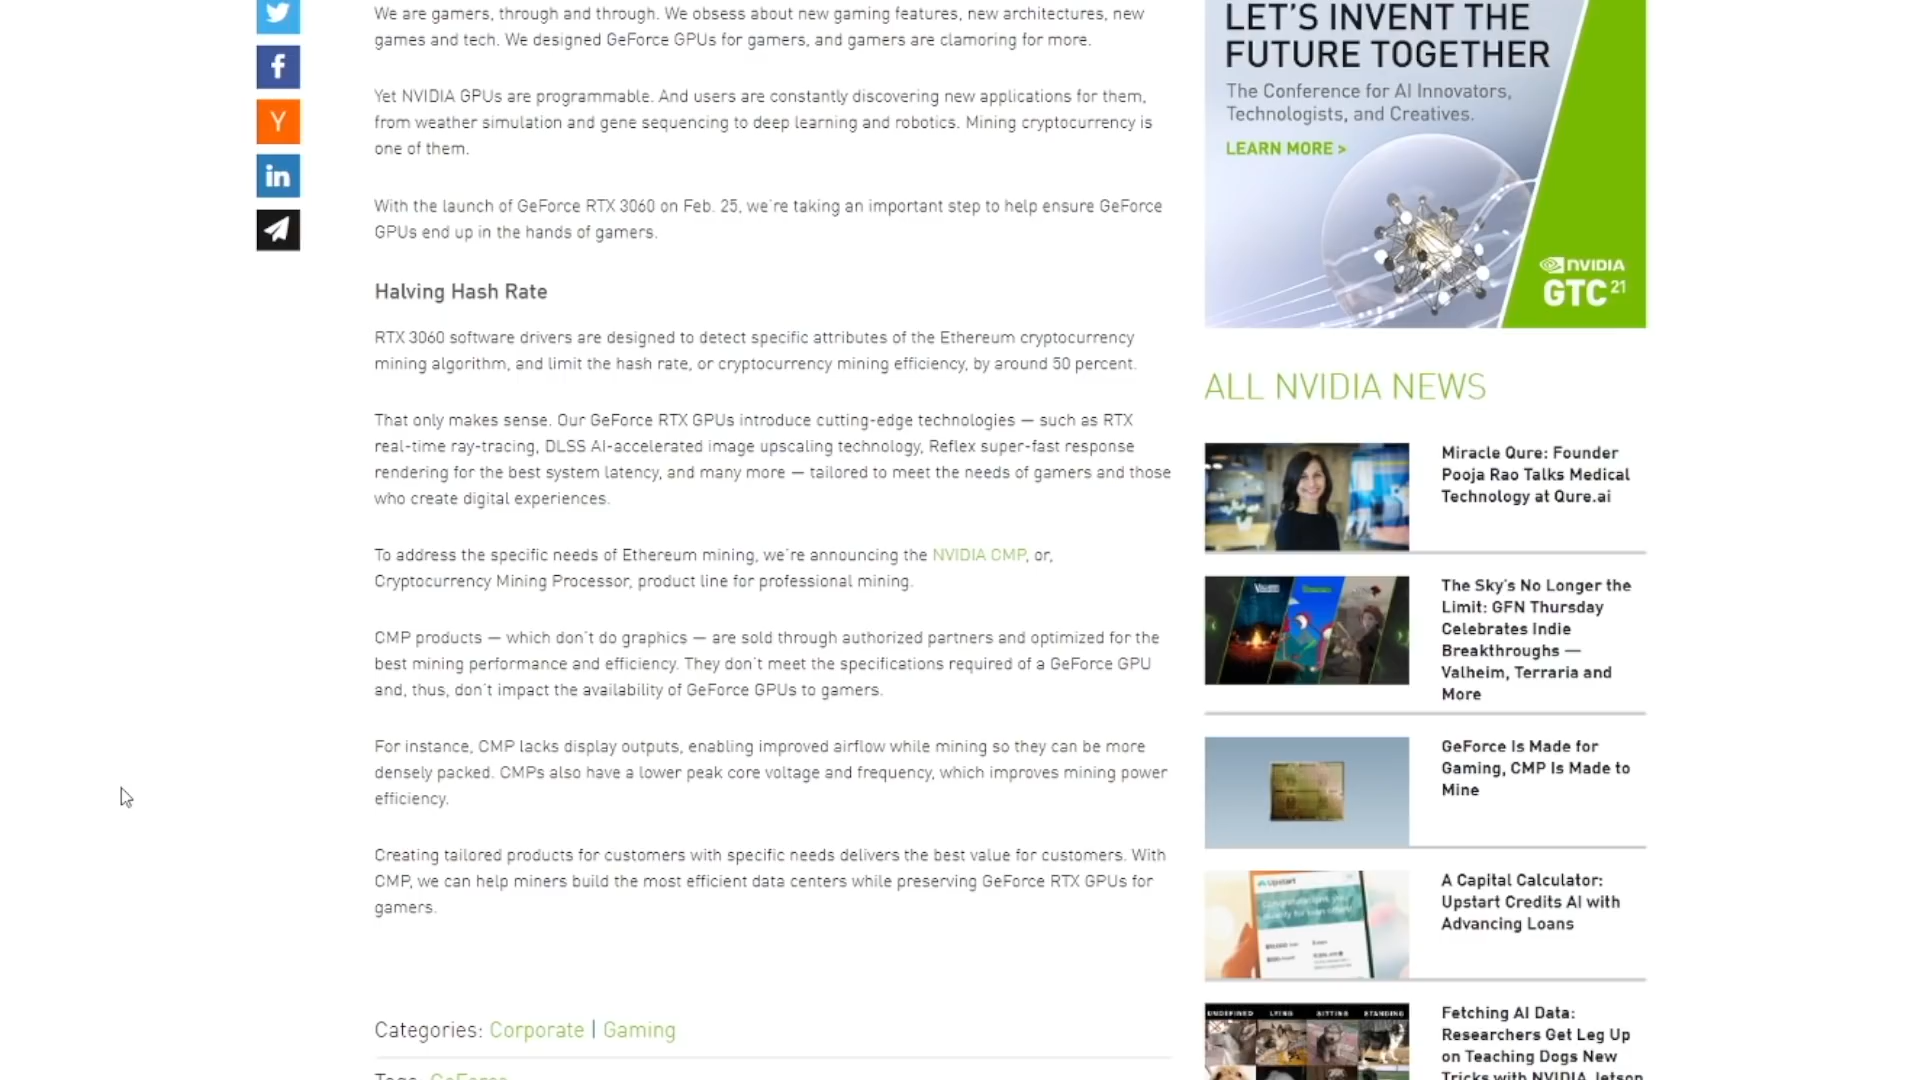 We are gamers, through and through. We obsess about new gaming features, new architectures, new
games and tech. We designed GeForce GPUs for gamers, and gamers are clamoring for more.
Yet NVIDIA GPUs are programmable. And users are constantly discovering new applications for them,
from weather simulation and gene sequencing to deep learning and robotics. Mining cryptocurrency is
one of them.
With the launch of GeForce RTX 3060 on Feb. 25, we're taking an important step to help ensure GeForce
GPUs end up in the hands of gamers.
Halving Hash Rate
RTX 3060 software drivers are designed to detect specific attributes of the Ethereum cryptocurrency
mining algorithm, and limit the hash rate, or cryptocurrency mining efficiency, by around 50 percent.
That only makes sense. Our GeForce RTX GPUs introduce cutting-edge technologies — such as RTX
real-time ray-tracing, DLSS AI-accelerated image upscaling technology, Reflex super-fast response
rendering for the best system latency, and many more — tailored to meet the needs of gamers and those
who create digital experiences.
To address the specific needs of Ethereum mining, we're announcing the NVIDIA CMP, or,
Cryptocurrency Mining Processor, product line for professional mining.
CMP products — which don't do graphics — are sold through authorized partners and optimized for the
best mining performance and efficiency. They don't meet the specifications required of a GeForce GPU
and, thus, don't impact the availability of GeForce GPUs to gamers.
For instance, CMP lacks display outputs, enabling improved airflow while mining so they can be more
densely packed. CMPs also have a lower peak core voltage and frequency, which improves mining power
efficiency.
Creating tailored products for customers with specific needs delivers the best value for customers. With
CMP, we can help miners build the most efficient data centers while preserving GeForce RTX GPUs for
gamers.
Categories: Corporate | Gaming
Tags: GeForce
LET'S INVENT THE
FUTURE TOGETHER
The Conference for AI Innovators,
Technologists, and Creatives.
LEARN MORE >
NVIDIA
GTC 21
ALL NVIDIA NEWS
Miracle Qure: Founder
Pooja Rao Talks Medical
Technology at Qure.ai
The Sky's No Longer the
Limit: GFN Thursday
Celebrates Indie
Breakthroughs —
Valheim, Terraria and
More
GeForce Is Made for
Gaming, CMP Is Made to
Mine
Upstart
A Capital Calculator:
Upstart Credits AI with
Advancing Loans
UNDEFINED LYING SITTING STANDING
Fetching AI Data:
Researchers Get Leg Up
on Teaching Dogs New
Tricks with NVIDIA Jetson